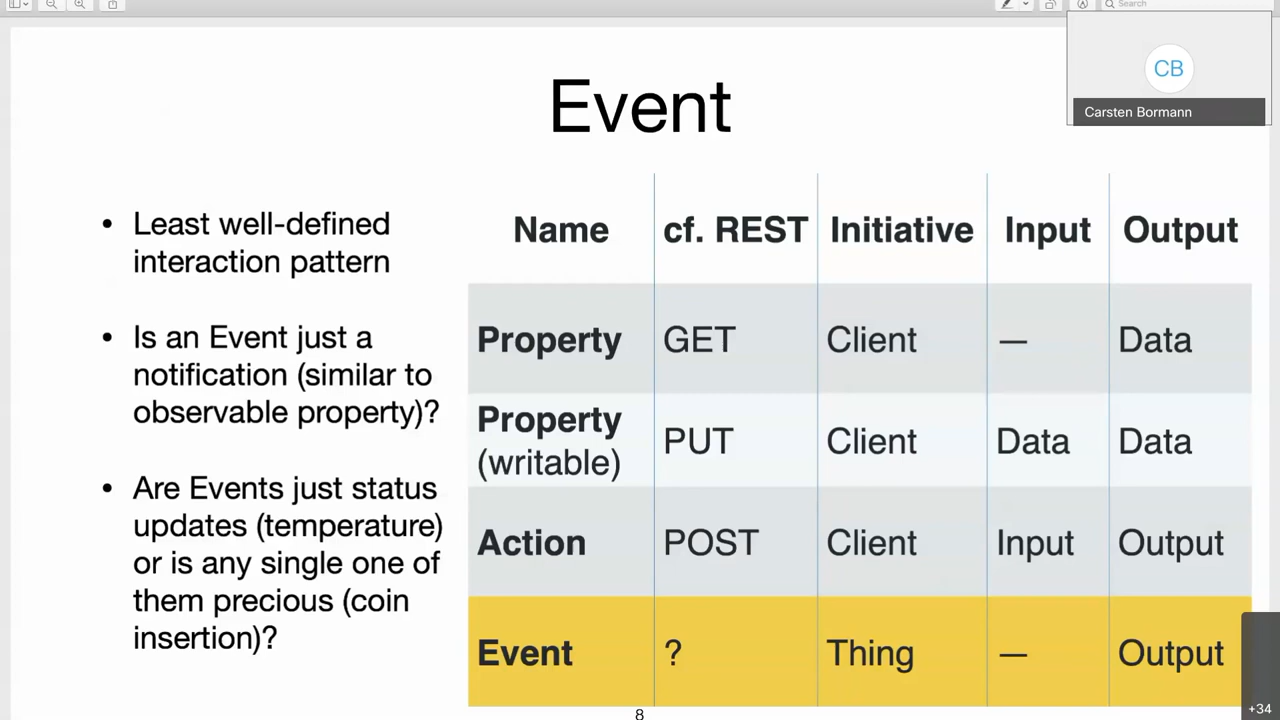 Search
CB
Carsten Bormann
Event
• Least well-defined
interaction pattern
• Is an Event just a
notification (similar to
observable property)?
• Are Events just status
updates (temperature)
or is any single one of
them precious (coin
insertion)?
Name cf. REST Initiative Input Output
Property GET Client — Data
Property
(writable) PUT Client Data Data
Action POST Client Input Output
Event ? Thing — Output
8
+34